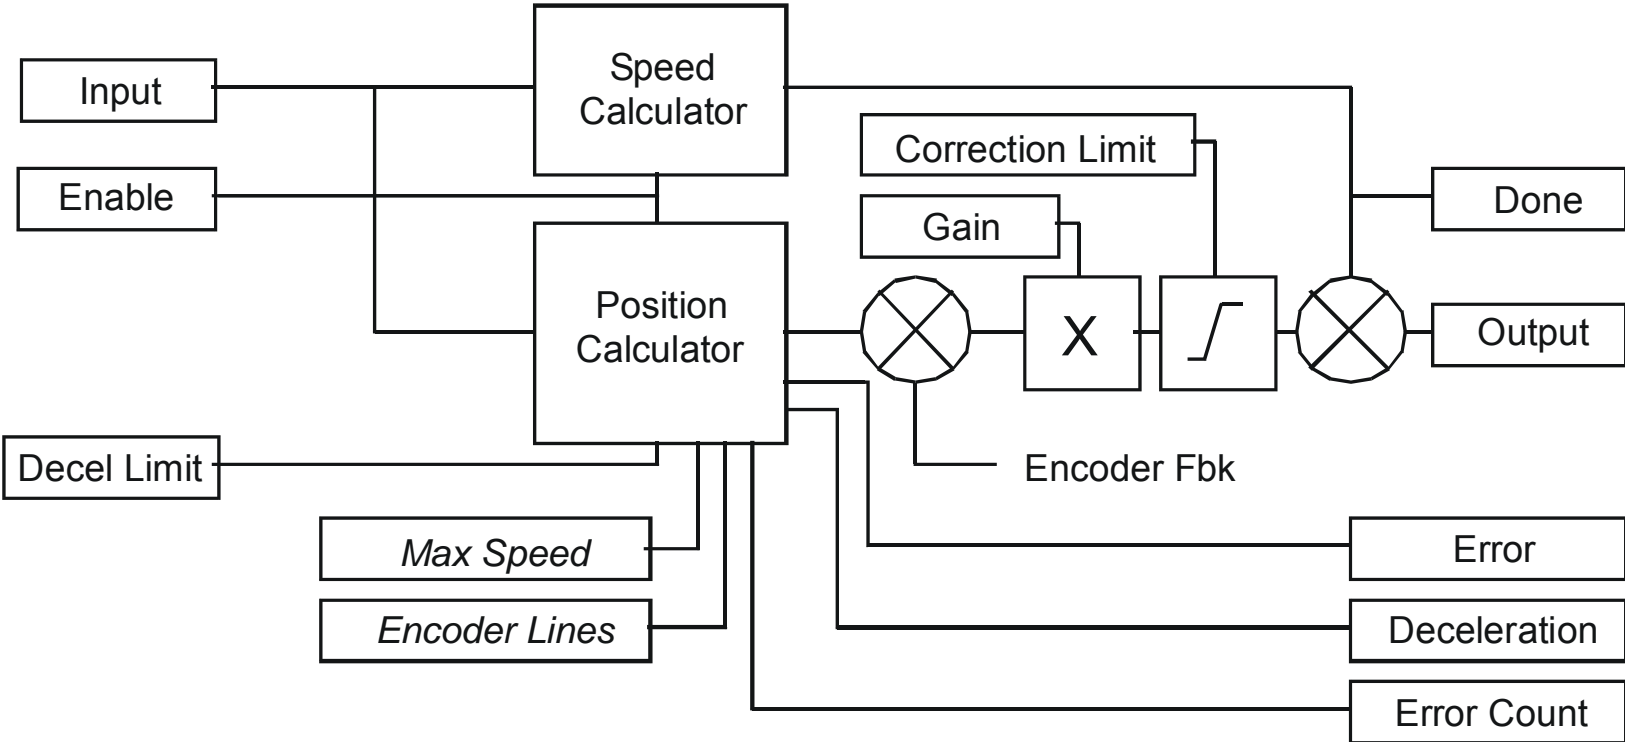 Input
Speed
Calculator
Correction Limit
Enable
Done
Gain
Position
Calculator
X
Output
Decel Limit
Encoder Fbk
Max Speed
Error
Encoder Lines
Deceleration
Error Count